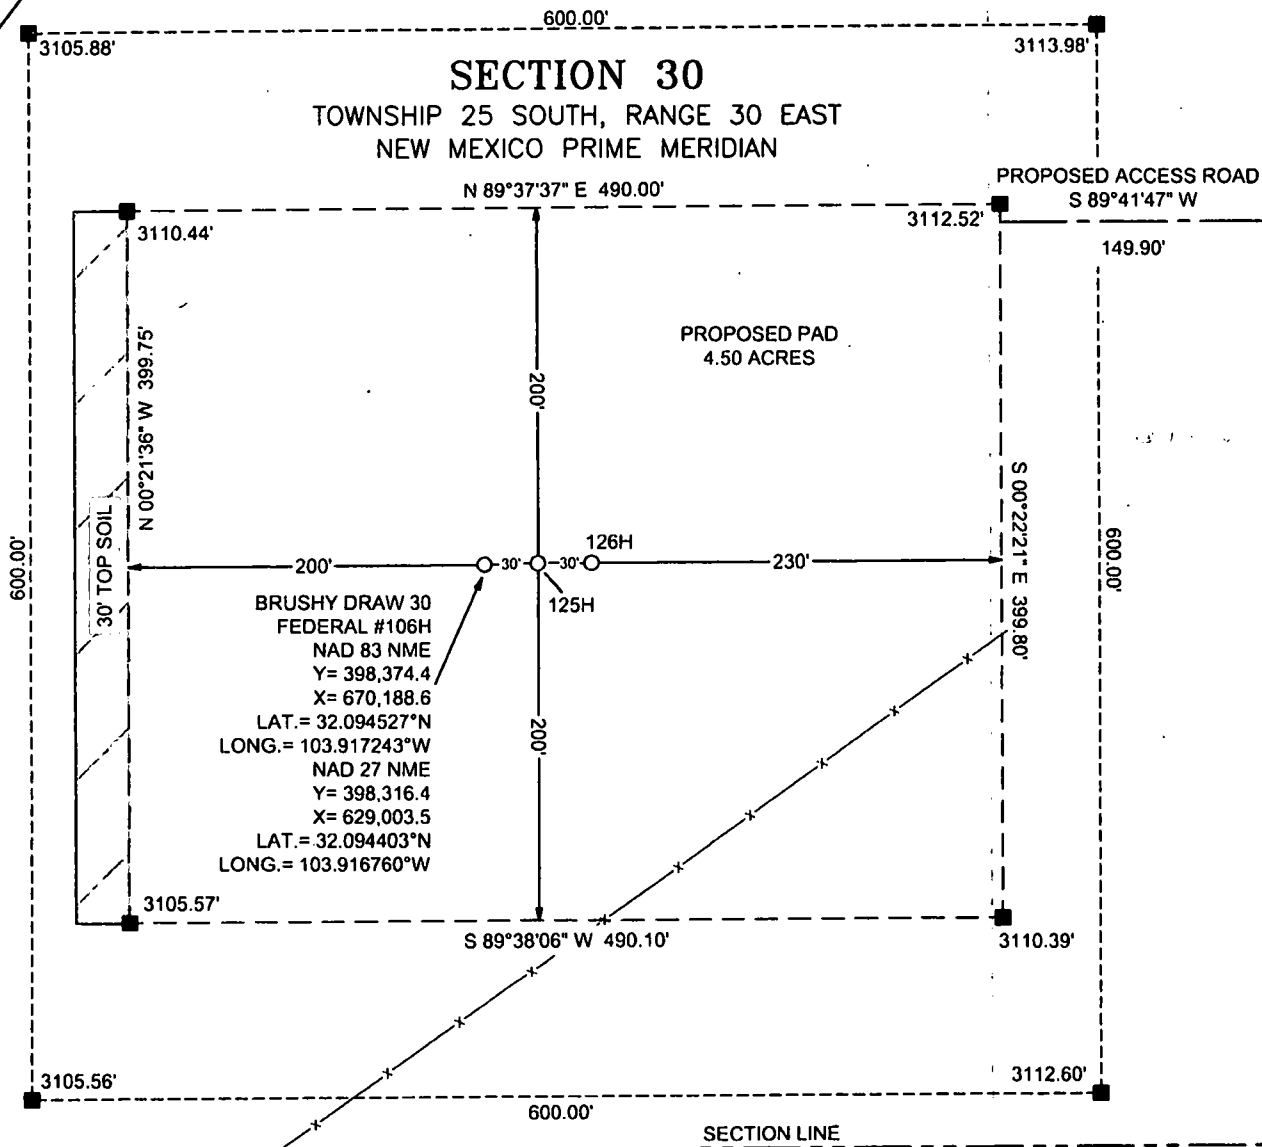 600.00'
3105.88'
3113.98'
SECTION 30
TOWNSHIP 25 SOUTH, RANGE 30 EAST
NEW MEXICO PRIME MERIDIAN
PROPOSED ACCESS ROAD
S 89°41'47" W
149.90'
N 89°37'37" E 490.00'
3110.44'
3112.52'
PROPOSED PAD
4.50 ACRES
N 00°21'36" W 399.75'
200'
30' TOP SOIL
600.00'
200'
30'
30'
126H
125H
230'
S 00°22'21" E 399.80'
600.00'
BRUSHY DRAW 30
FEDERAL #106H
NAD 83 NME
Y= 398,374.4
X= 670,188.6
LAT.= 32.094527°N
LONG.= 103.917243°W
NAD 27 NME
Y= 398,316.4
X= 629,003.5
LAT.= 32.094403°N
LONG.= 103.916760°W
200'
3105.57'
S 89°38'06" W 490.10'
3110.39'
3105.56'
3112.60'
600.00'
SECTION LINE